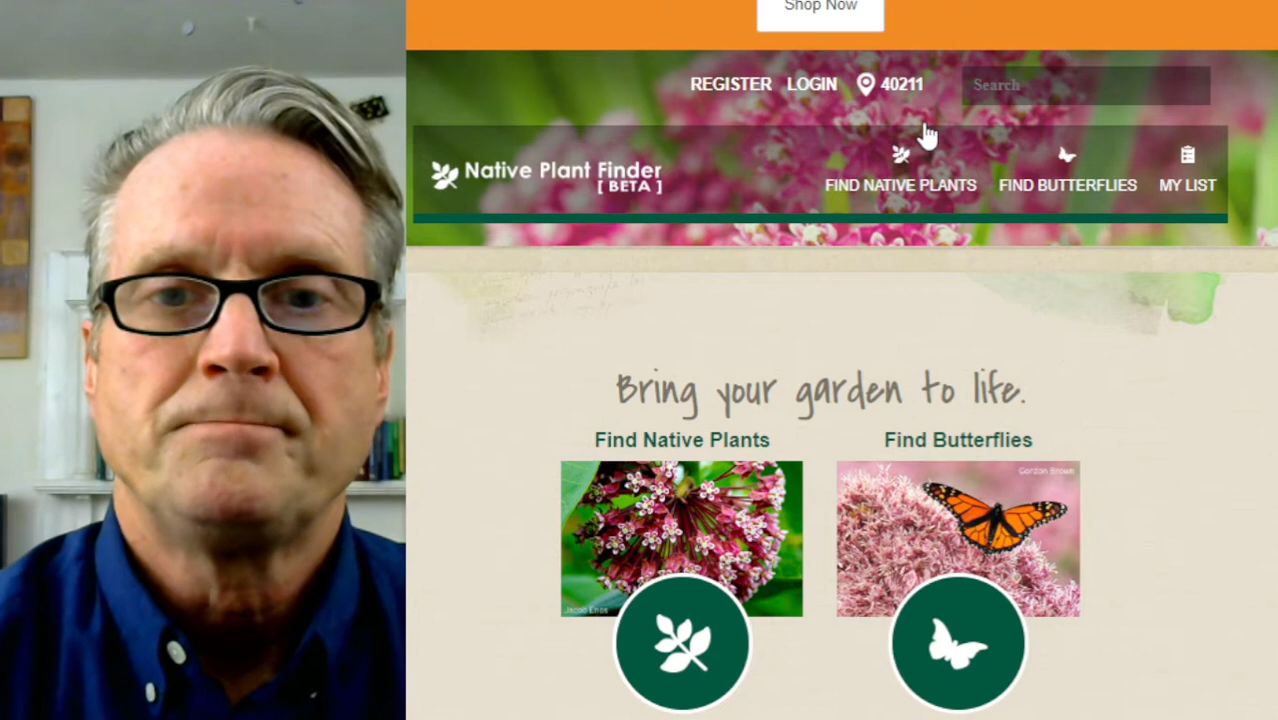 Shop Now
REGISTER LOGIN 40211 Search
Native Plant Finder
[ BETA ]
FIND NATIVE PLANTS FIND BUTTERFLIES MY LIST
Bring your garden to life.
Find Native Plants Find Butterflies
Gordon Brown
Jacob Enos